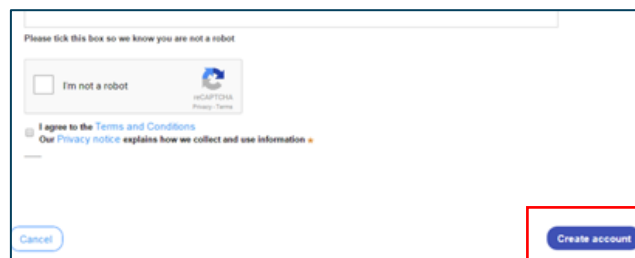 Please tick this box so we know you are not a robot
I'm not a robot
reCAPTCHA
Privacy - Terms
I agree to the Terms and Conditions
Our Privacy notice explains how we collect and use information
Cancel
Create account